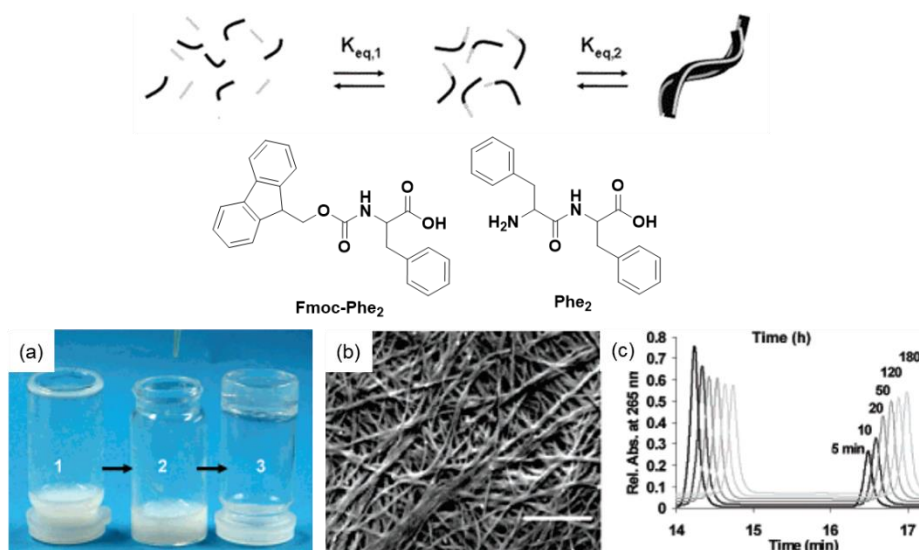 Keq,1
Keq,2
H
N
O
OH
O
O
Fmoc-Phe2
H2N
O
H
N
O
OH
Phe2
(a)
1
2
3
(b)
(c)
Time (h)
Rel. Abs. at 265 nm
0.8
0.7
0.6
0.5
0.4
0.3
0.2
0.1
0
180
120
50
20
10
5 min
14
15
16
17
Time (min)